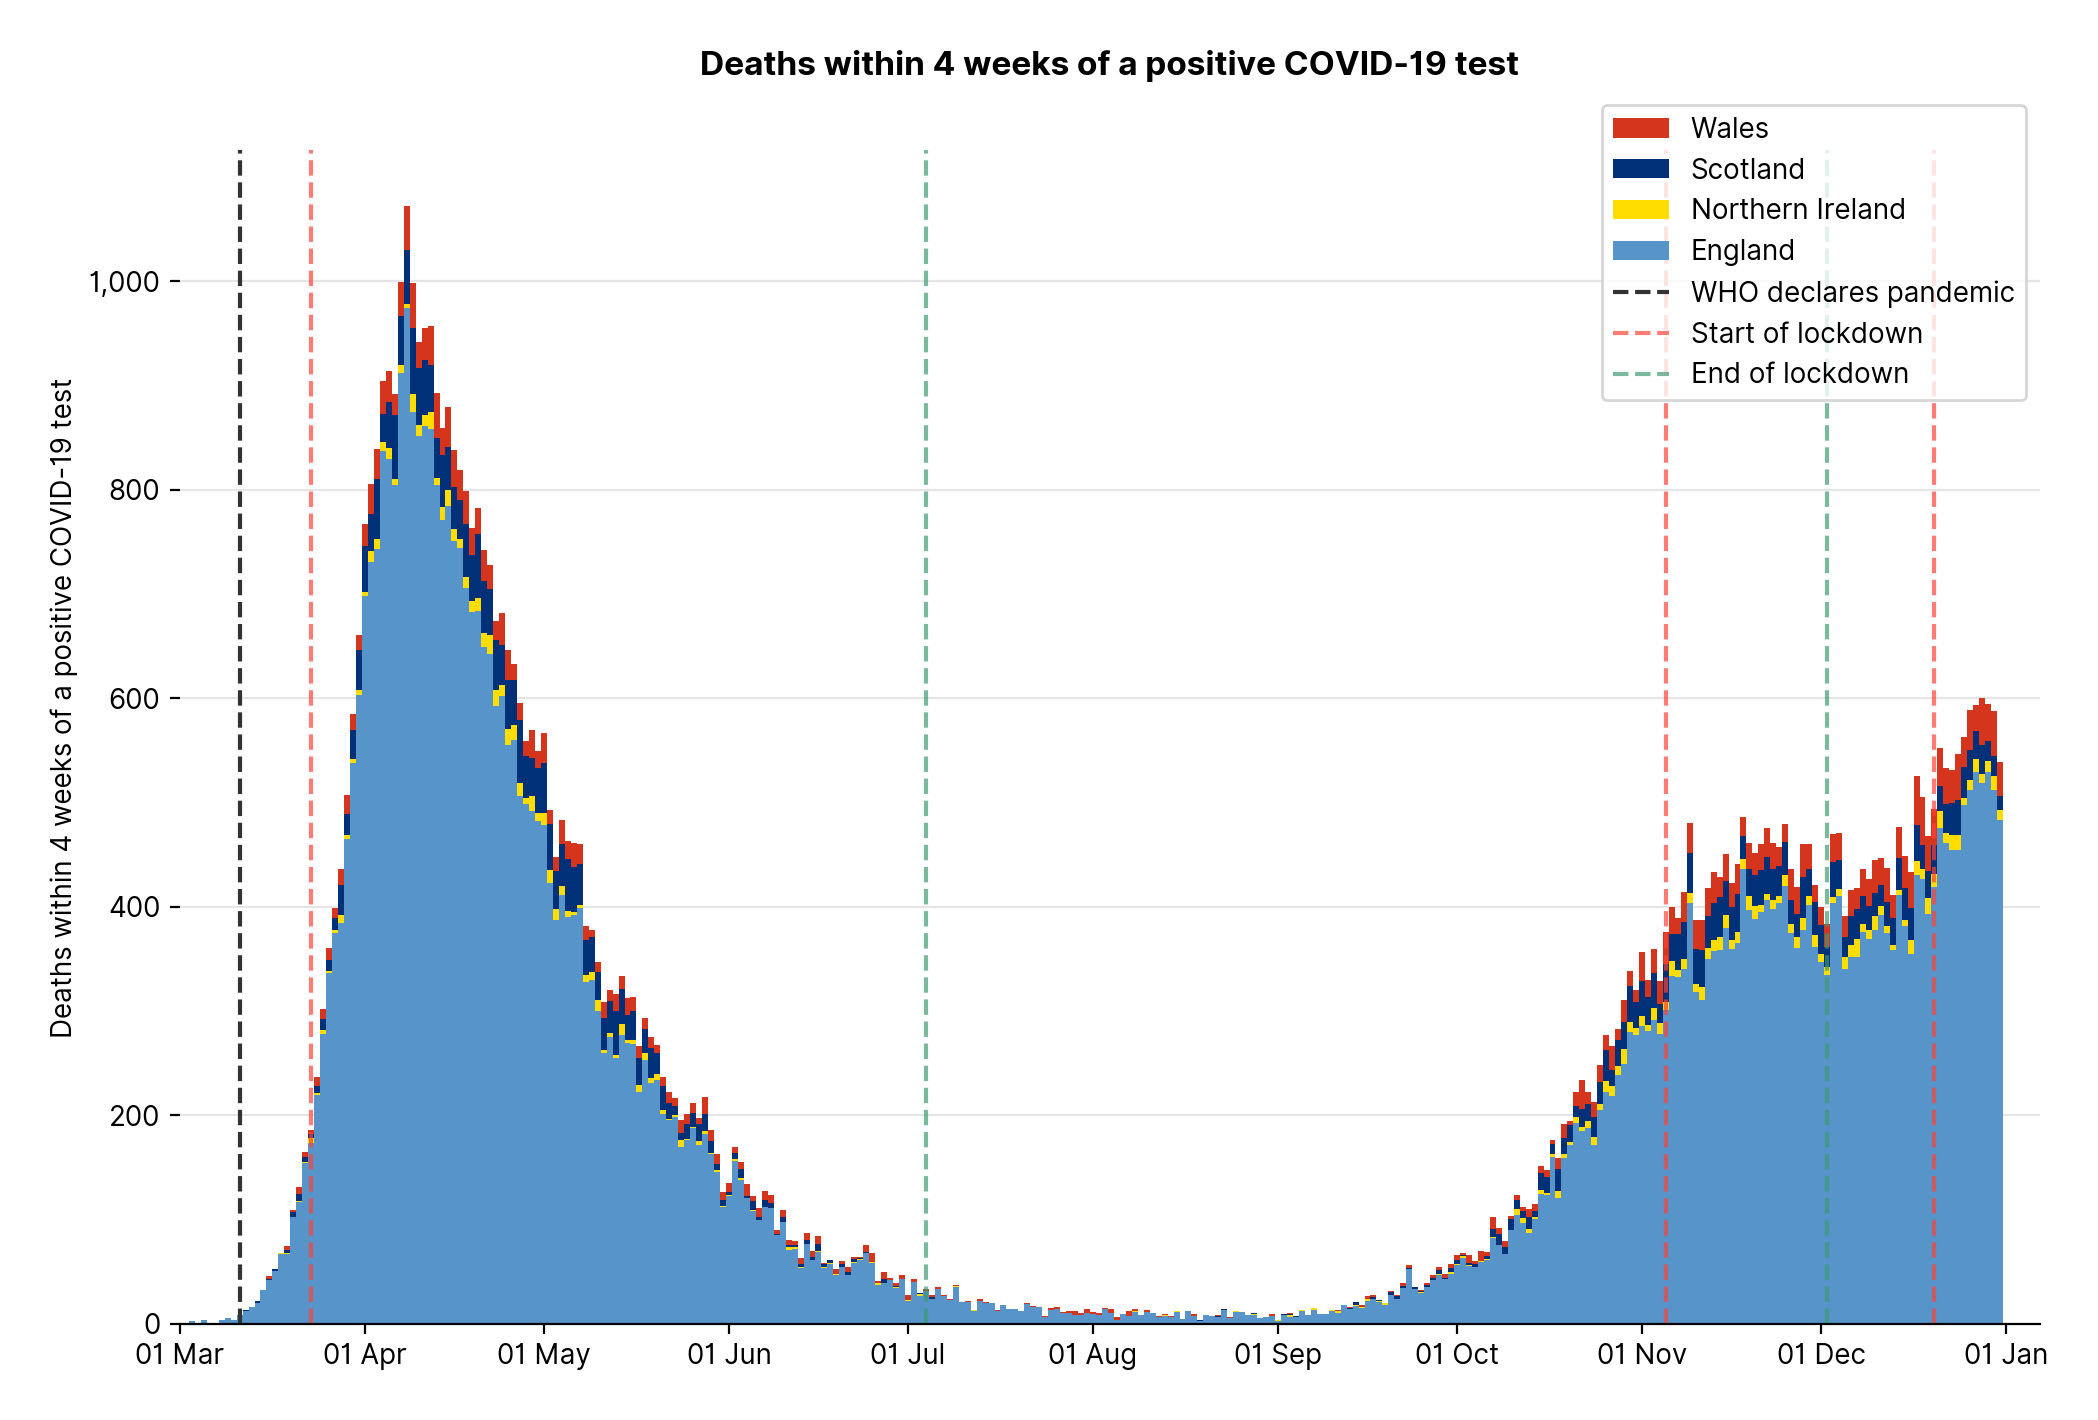 Deaths within 4 weeks of a positive COVID-19 test
Wales
Scotland
Northern Ireland
England
WHO declares pandemic
Start of lockdown
End of lockdown
Deaths within 4 weeks of a positive COVID-19 test
1,000
800
600
400
200
0
01 Mar 01 Apr 01 May 01 Jun 01 Jul 01 Aug 01 Sep 01 Oct 01 Nov 01 Dec 01 Jan